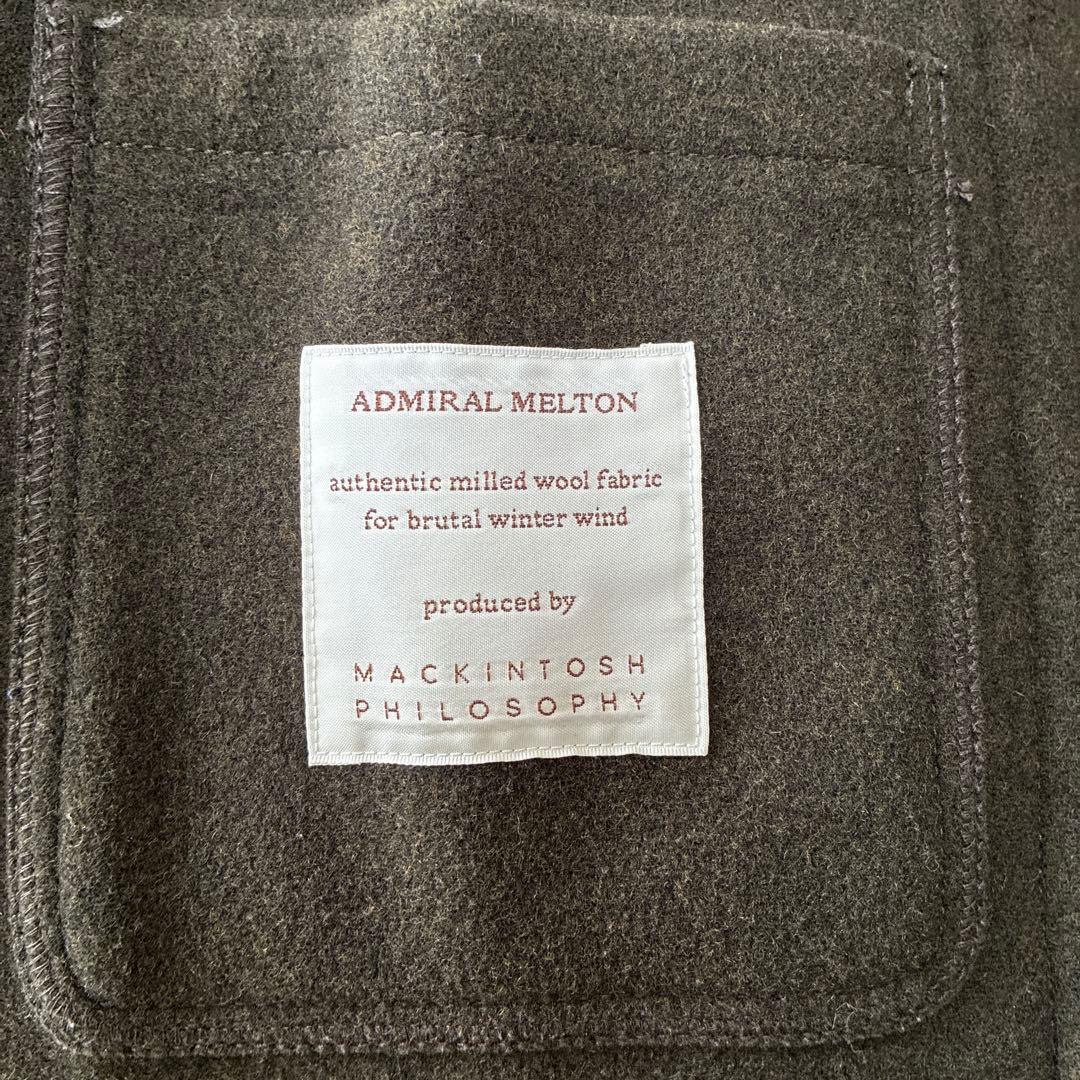 ADMIRAL MELTON
authentic milled wool fabric
for brutal winter wind
produced by
MACKINTOSH
PHILOSOPHY